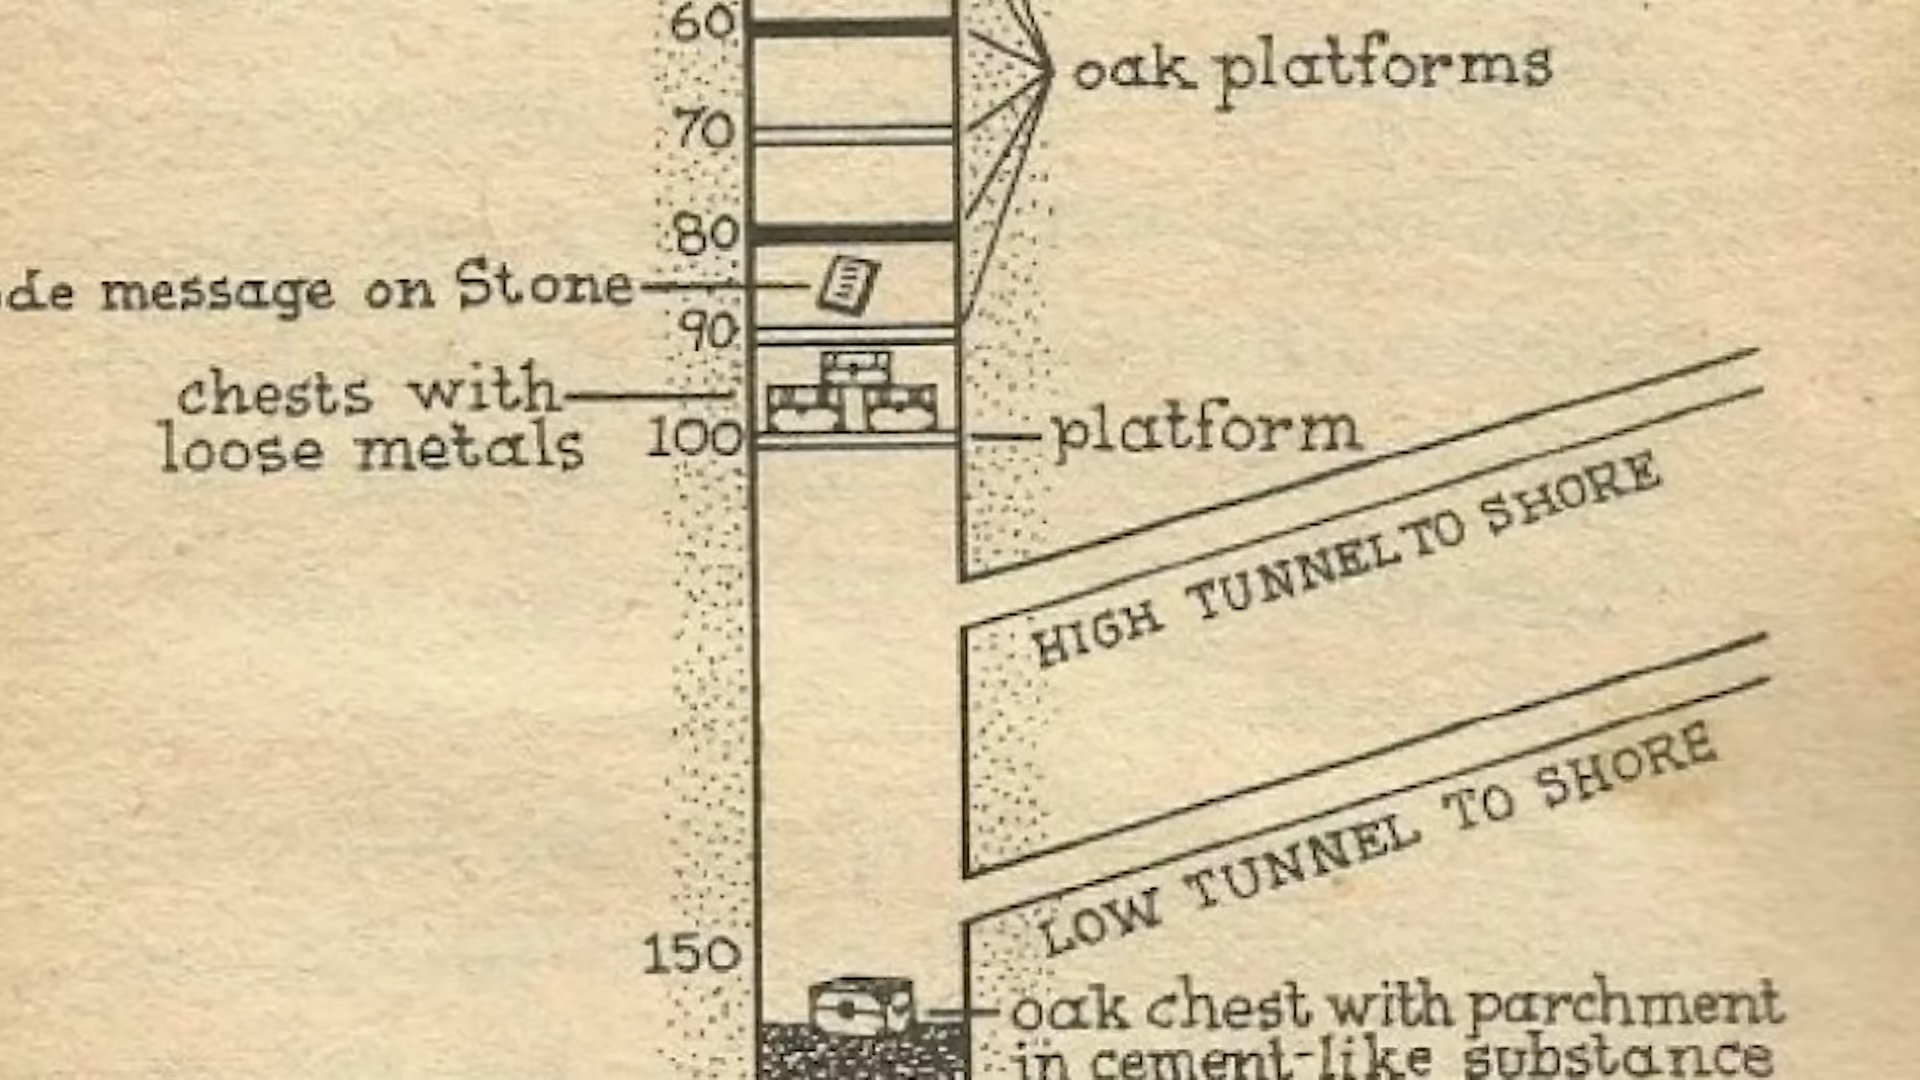 60
oak platforms
70
80
de message on Stone
90
chests with
loose metals
100
platform
HIGH TUNNEL TO SHORE
LOW TUNNEL TO SHORE
150
oak chest with parchment
in cement-like substance